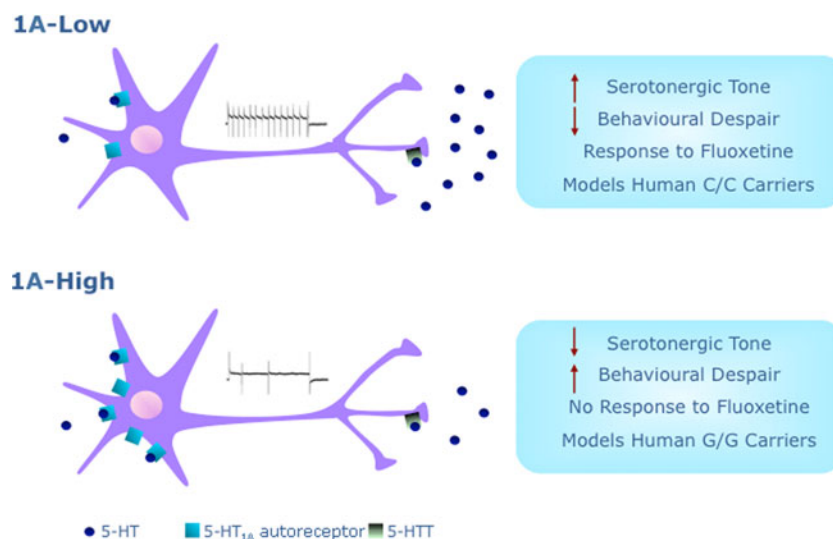 1A-Low
Serotonergic Tone
Behavioural Despair
Response to Fluoxetine
Models Human C/C Carriers
1A-High
Serotonergic Tone
Behavioural Despair
No Response to Fluoxetine
Models Human G/G Carriers
5-HT 5-HT1A autoreceptor 5-HTT